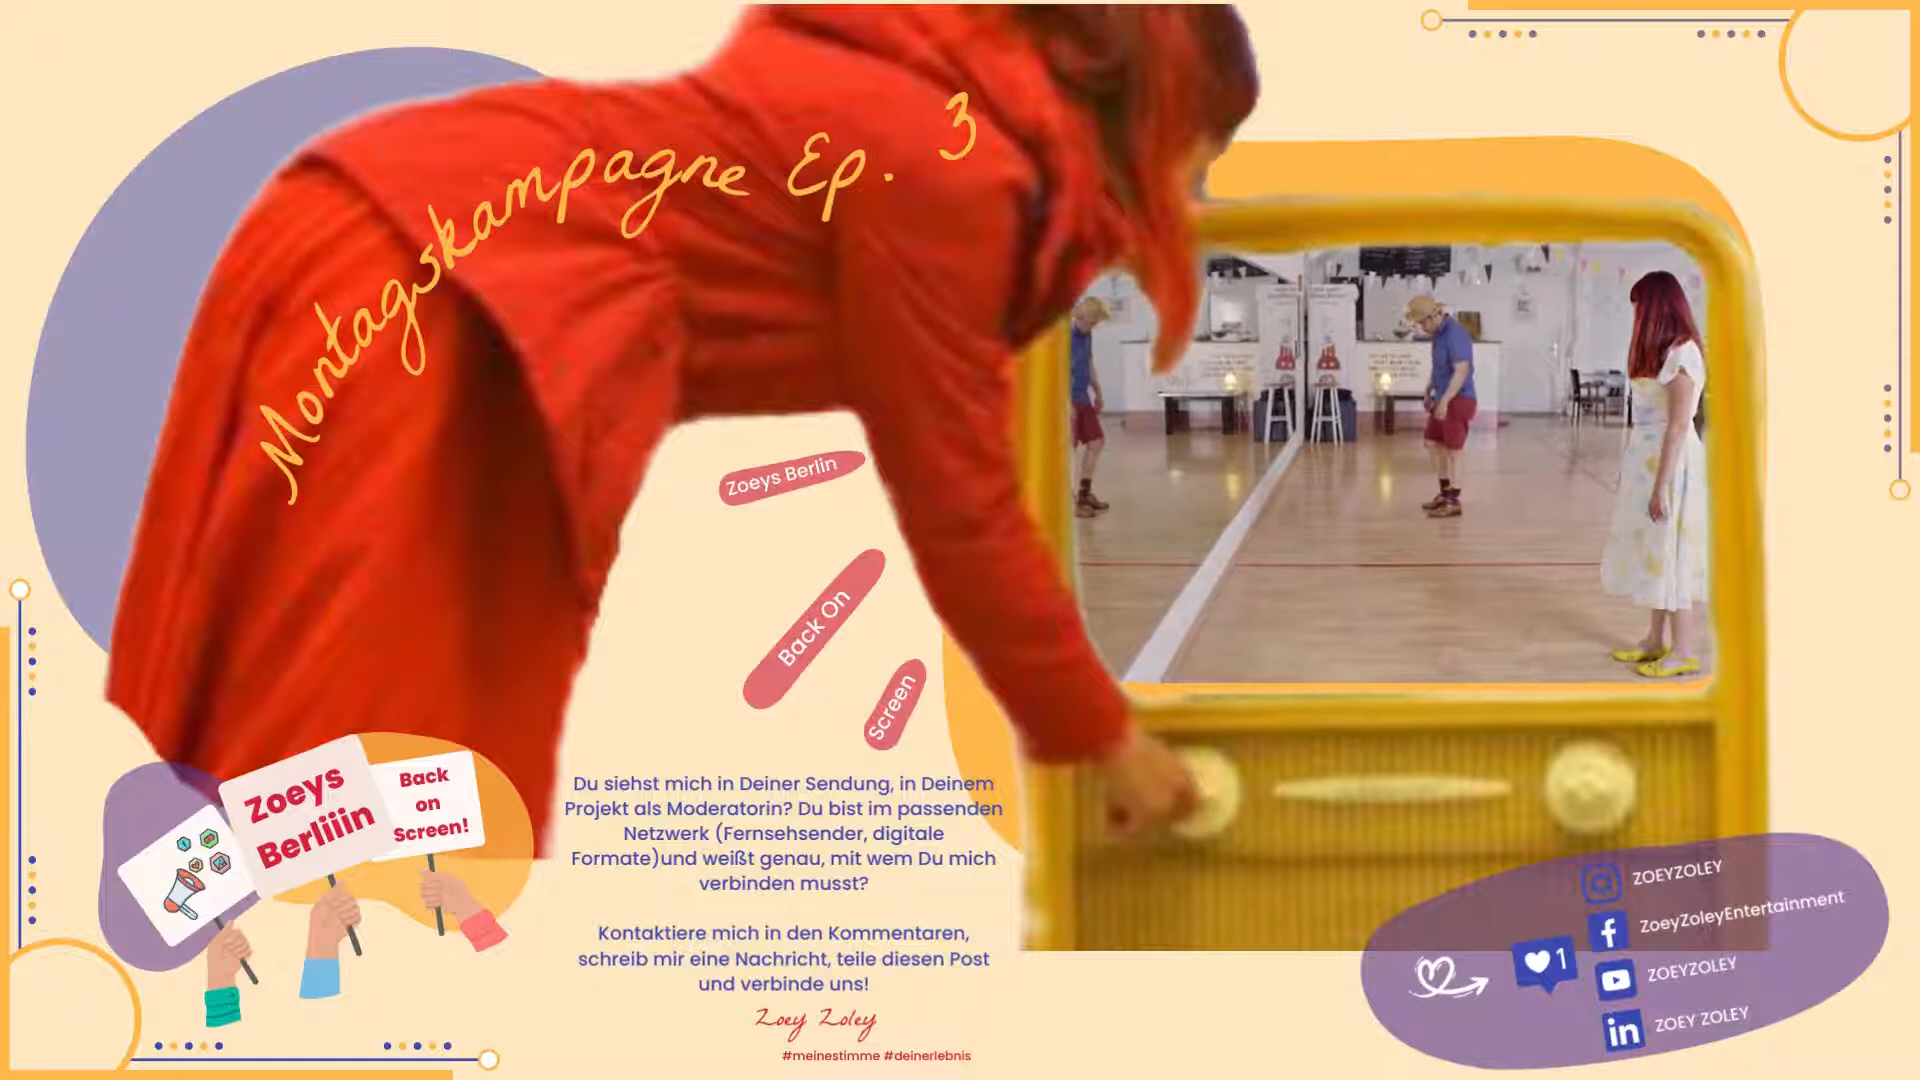 Montagskampagne Ep. 3
Zoeys Berlin
Back On
Screen
Zoeys
Berliiin
Back
on
Screen!
Du siehst mich in Deiner Sendung, in Deinem
Projekt als Moderatorin? Du bist im passenden
Netzwerk (Fernsehsender, digitale
Formate)und weißt genau, mit wem Du mich
verbinden musst?
Kontaktiere mich in den Kommentaren,
schreib mir eine Nachricht, teile diesen Post
und verbinde uns!
Zoey Zoley
#meinestimme #deinerlebnis
1
ZOEYZOLEY
ZoeyZoleyEntertainment
ZOEYZOLEY
ZOEY ZOLEY